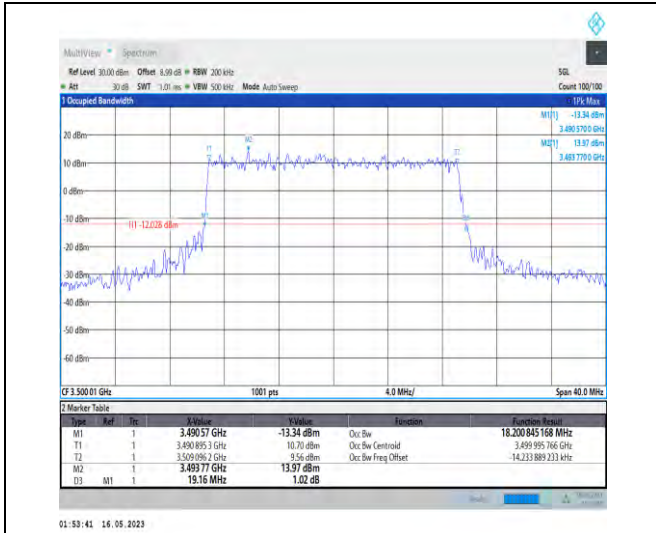 MultiView Spectrum
Ref Level 30.00 dBm Offset 8.99 dB RBW 200 kHz SGL
Att 30 dB SWT 1.01 ms VBW 500 kHz Mode Auto Sweep Count 100/100
1 Occupied Bandwidth 1Pk Max
M1[1] -13.34 dBm
3.490 5700 GHz
M2[1] 13.97 dBm
3.493 7700 GHz
20 dBm
T1 M2 T2
10 dBm
0 dBm
-10 dBm
M1
H1 -12.028 dBm
-20 dBm
-30 dBm
-40 dBm
-50 dBm
-60 dBm
CF 3.500 01 GHz 1001 pts 4.0 MHz/ Span 40.0 MHz
2 Marker Table
Type Ref Trc X-Value Y-Value Function Function Result
M1 1 3.490 57 GHz -13.34 dBm Occ Bw 18.200 845 168 MHz
T1 1 3.490 895 3 GHz 10.70 dBm Occ Bw Centroid 3.499 995 766 GHz
T2 1 3.509 096 2 GHz 9.56 dBm Occ Bw Freq Offset -14.233 889 233 kHz
M2 1 3.493 77 GHz 13.97 dBm
D3 M1 1 19.16 MHz 1.02 dB
01:53:41 16.05.2023